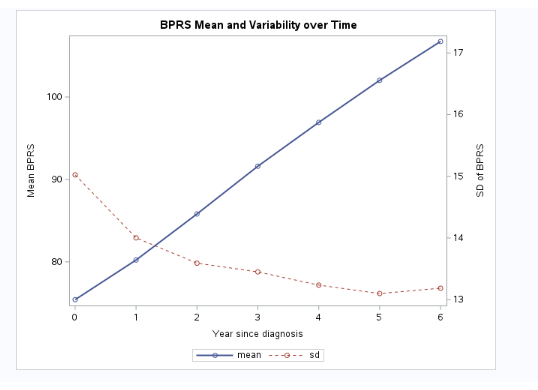 BPRS Mean and Variability over Time
100
90
80
Mean BPRS
17
16
15
14
13
SD of BPRS
0 1 2 3 4 5 6
Year since diagnosis
mean sd